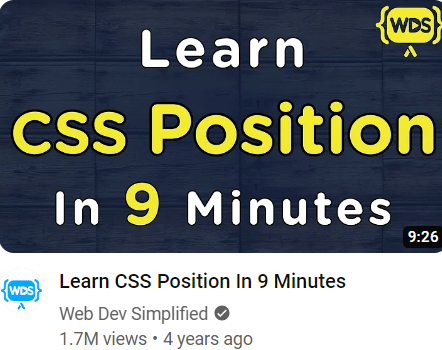 {WDS}
Learn
CSS Position
In 9 Minutes
9:26
{WDS}
Learn CSS Position In 9 Minutes
Web Dev Simplified
1.7M views • 4 years ago